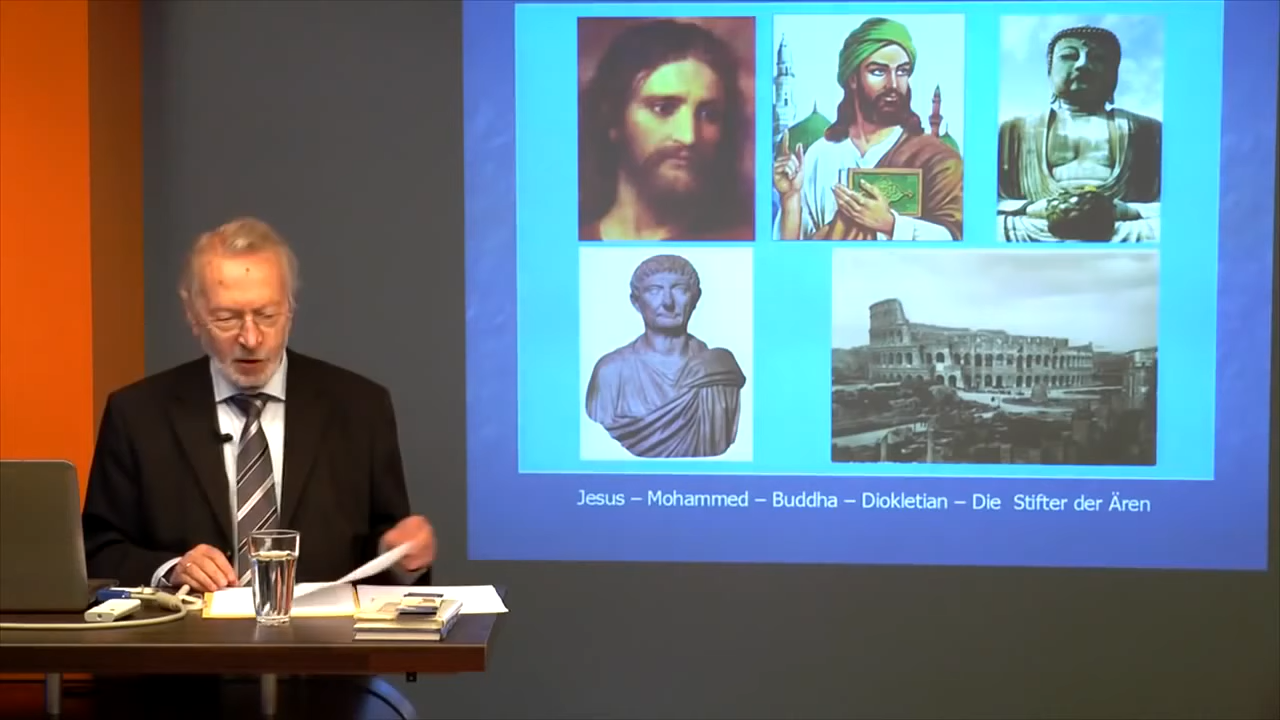 Jesus – Mohammed – Buddha – Diokletian – Die Stifter der Ären